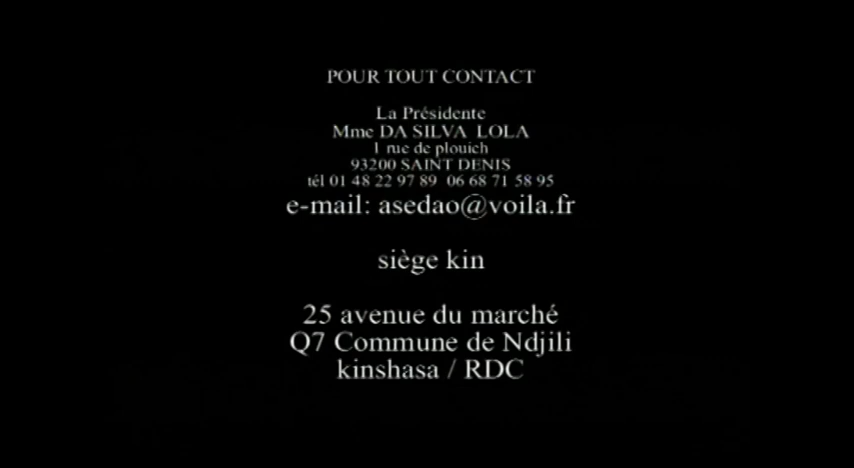 POUR TOUT CONTACT
La Présidente
Mme DA SILVA LOLA
1 rue de plouich
93200 SAINT DENIS
tél 01 48 22 97 89 06 68 71 58 95
e-mail: asedao@voila.fr
siège kin
25 avenue du marché
Q7 Commune de Ndjili
kinshasa / RDC